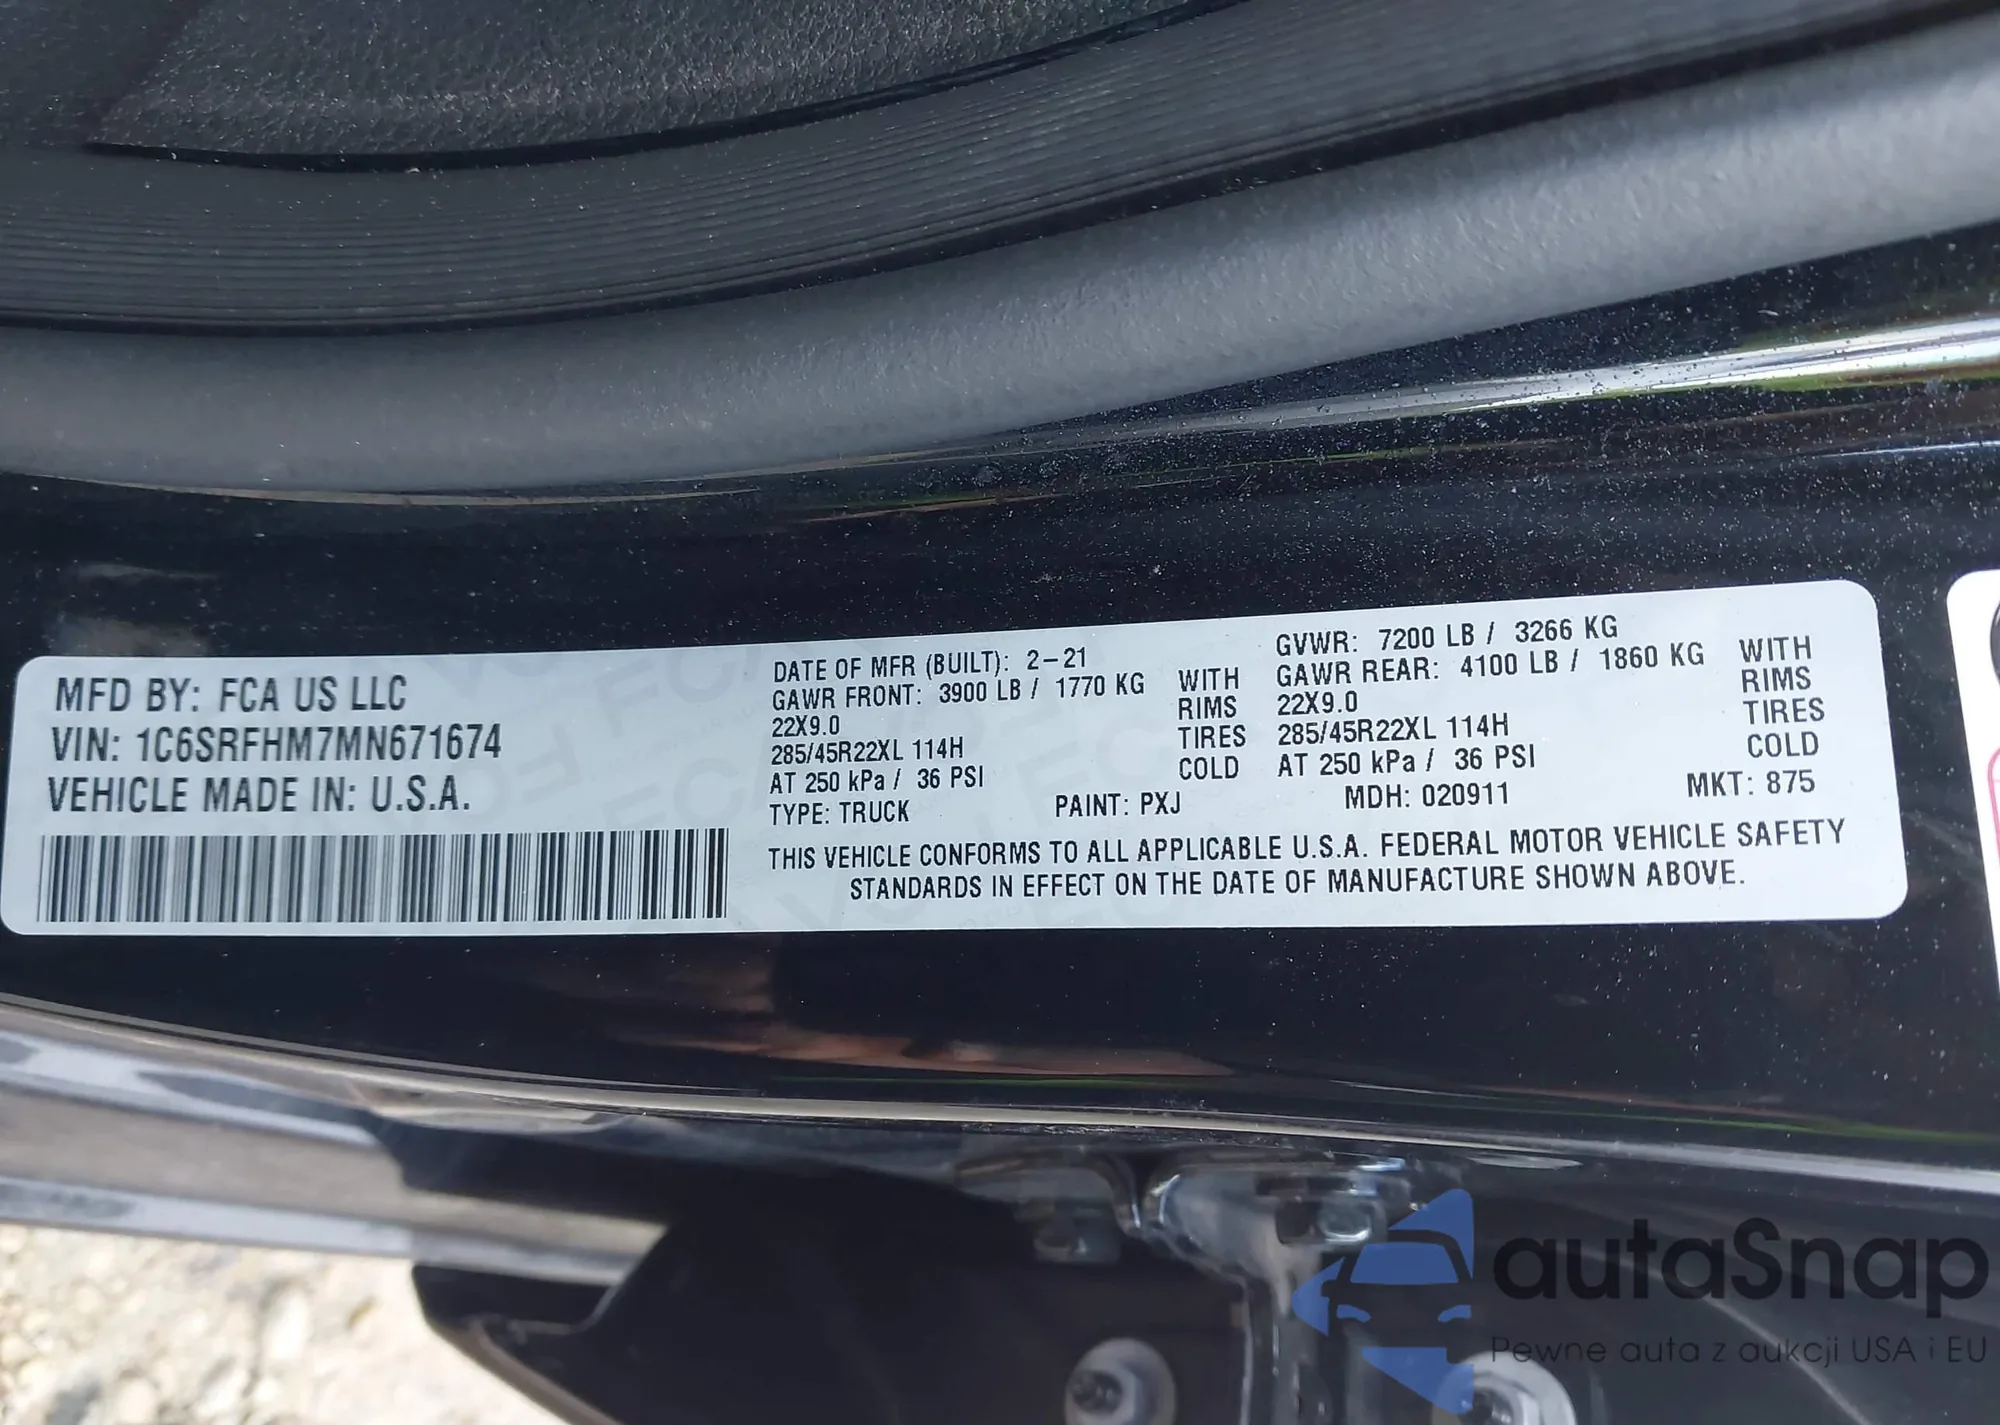 MFD BY: FCA US LLC
VIN: 1C6SRFHM7MN671674
VEHICLE MADE IN: U.S.A.
DATE OF MFR (BUILT): 2-21
GAWR FRONT: 3900 LB / 1770 KG WITH
22X9.0 RIMS
285/45R22XL 114H TIRES
AT 250 kPa / 36 PSI COLD
GVWR: 7200 LB / 3266 KG
GAWR REAR: 4100 LB / 1860 KG WITH
22X9.0 RIMS
285/45R22XL 114H TIRES
AT 250 kPa / 36 PSI COLD
TYPE: TRUCK PAINT: PXJ MDH: 020911 MKT: 875
THIS VEHICLE CONFORMS TO ALL APPLICABLE U.S.A. FEDERAL MOTOR VEHICLE SAFETY
STANDARDS IN EFFECT ON THE DATE OF MANUFACTURE SHOWN ABOVE.
autaSnap
Pewne auta z aukcji USA i EU